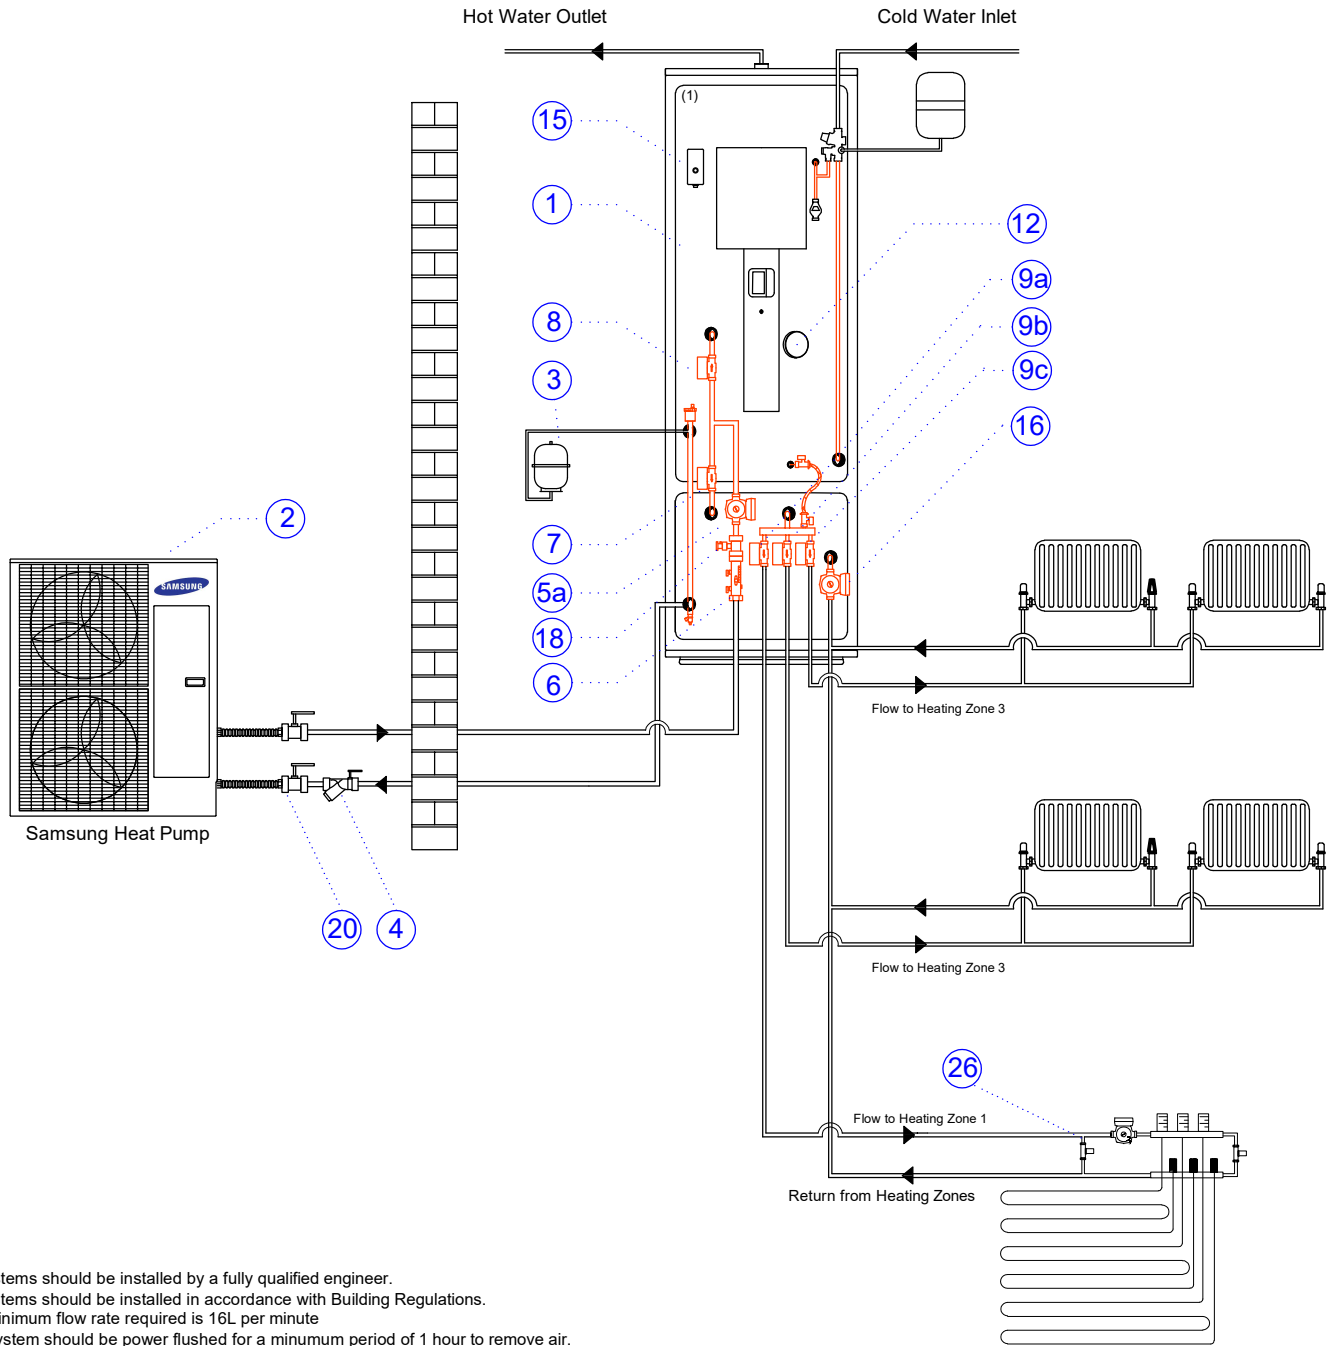 Hot Water Outlet
Cold Water Inlet
(1)
15
1
12
9a
9b
9c
8
3
16
2
7
5a
18
6
SAMSUNG
Flow to Heating Zone 3
Samsung Heat Pump
20
4
Flow to Heating Zone 3
26
Flow to Heating Zone 1
Return from Heating Zones
tems should be installed by a fully qualified engineer.
tems should be installed in accordance with Building Regulations.
inimum flow rate required is 16L per minute
ystem should be power flushed for a minumum period of 1 hour to remove air.